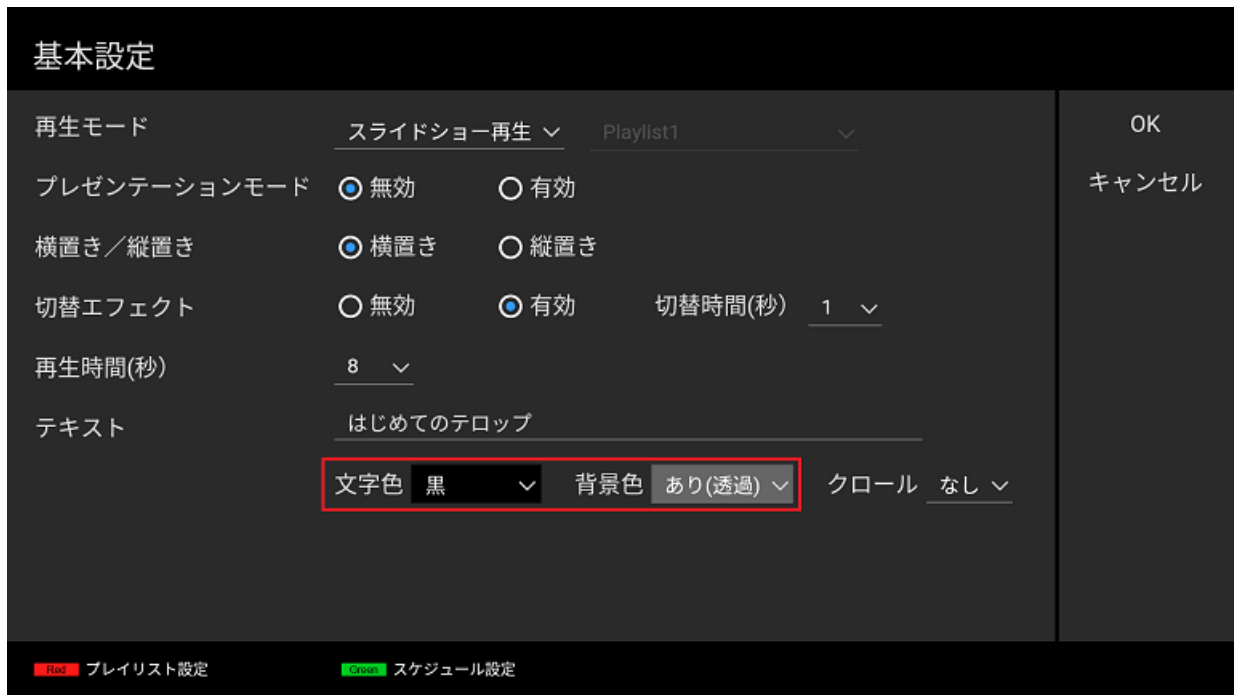 基本設定
再生モード スライドショー再生 Playlist1 OK
プレゼンテーションモード 無効 有効 キャンセル
横置き／縦置き 横置き 縦置き
切替エフェクト 無効 有効 切替時間(秒) 1
再生時間(秒) 8
テキスト はじめてのテロップ
文字色 黒 背景色 あり(透過) クロール なし
Red プレイリスト設定 Green スケジュール設定